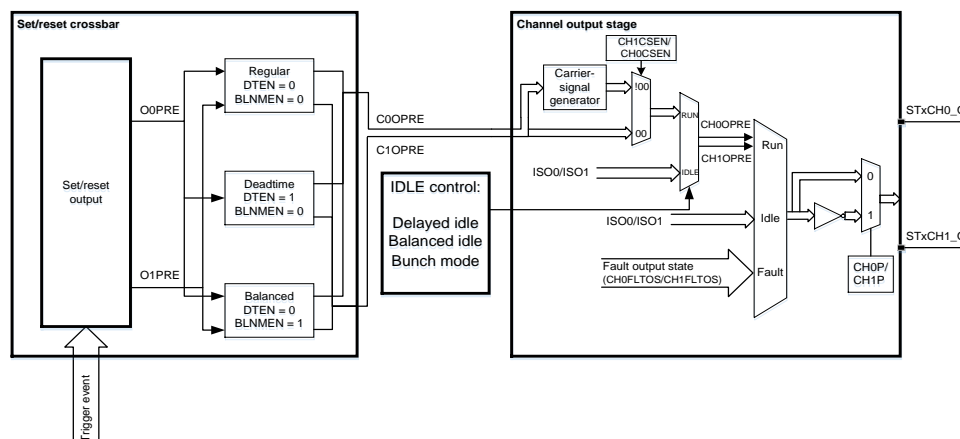 Set/reset crossbar
Set/reset
output
O0PRE
O1PRE
Regular
DTEN = 0
BLNMEN = 0
Deadtime
DTEN = 1
BLNMEN = 0
Balanced
DTEN = 0
BLNMEN = 1
Trigger event
C0OPRE
C1OPRE
IDLE control:
Delayed idle
Balanced idle
Bunch mode
Channel output stage
CH1CSEN/
CH0CSEN
Carrier-
signal
generator
!00
00
ISO0/ISO1
RUN
IDLE
CH0OPRE
CH1OPRE
ISO0/ISO1
Fault output state
(CH0FLTOS/CH1FLTOS)
Run
Idle
Fault
0
1
CH0P/
CH1P
STxCH0_
STxCH1_